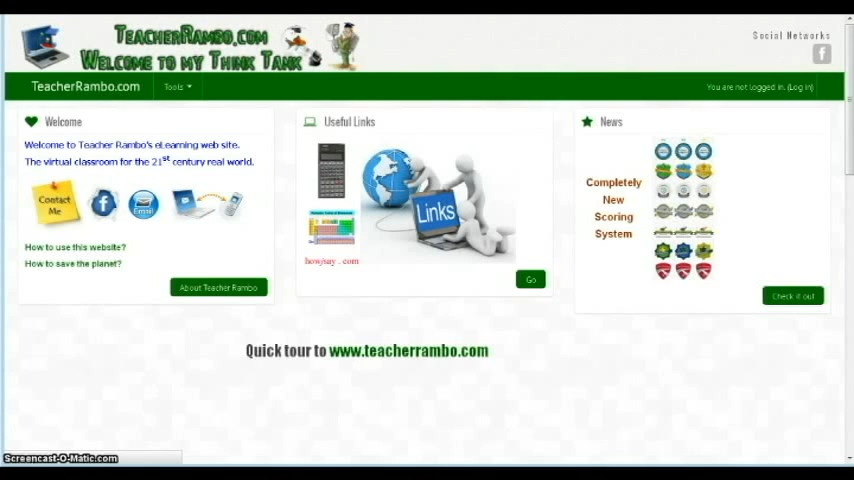 TeacherRambo.com
Welcome to my Think Tank
Social Networks
TeacherRambo.com
Tools
You are not logged in. (Log in)
Welcome
Welcome to Teacher Rambo's eLearning web site.
The virtual classroom for the 21st century real world.
Contact
Me
Email
How to use this website?
How to save the planet?
About Teacher Rambo
Useful Links
Links
howjsay . com
Go
News
Completely
New
Scoring
System
Check it out
Quick tour to www.teacherrambo.com
Screencast-O-Matic.com